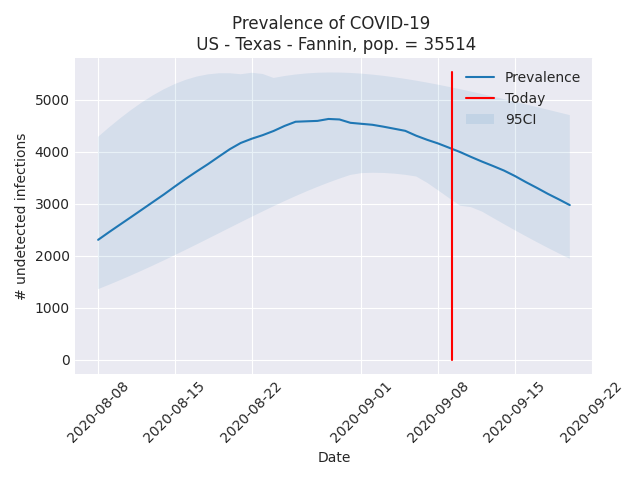 Prevalence of COVID-19
US - Texas - Fannin, pop. = 35514
Prevalence
Today
95CI
# undetected infections
5000
4000
3000
2000
1000
0
2020-08-08
2020-08-15
2020-08-22
2020-09-01
2020-09-08
2020-09-15
2020-09-22
Date